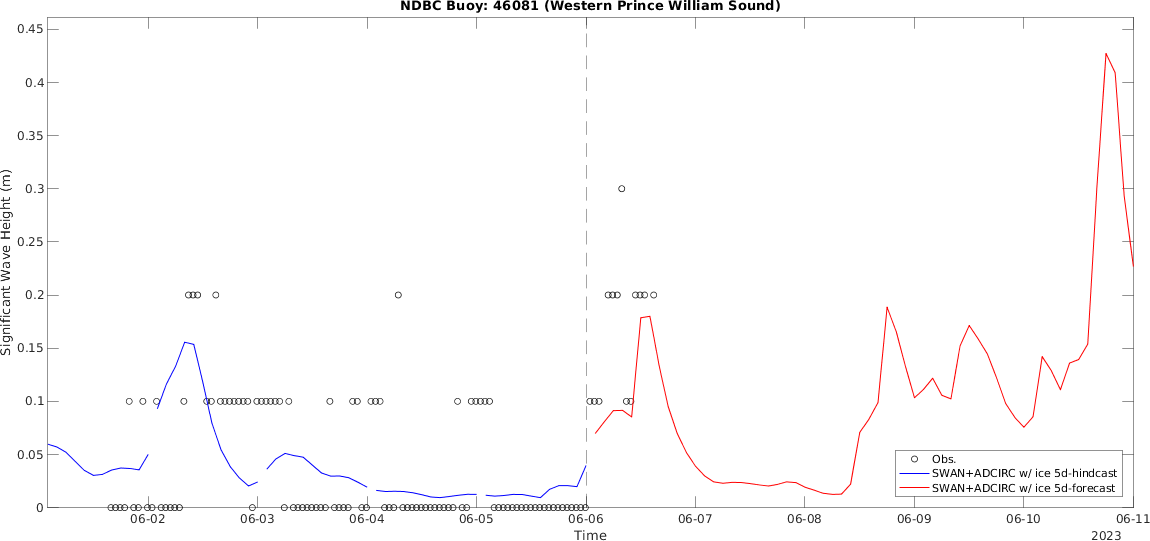 NDBC Buoy: 46081 (Western Prince William Sound)
0.45
0.4
0.35
0.3
0.25
0.2
0.15
0.1
0.05
0
Significant Wave Height (m)
Obs.
SWAN+ADCIRC w/ ice 5d-hindcast
SWAN+ADCIRC w/ ice 5d-forecast
06-02 06-03 06-04 06-05 06-06 06-07 06-08 06-09 06-10 06-11
Time
2023